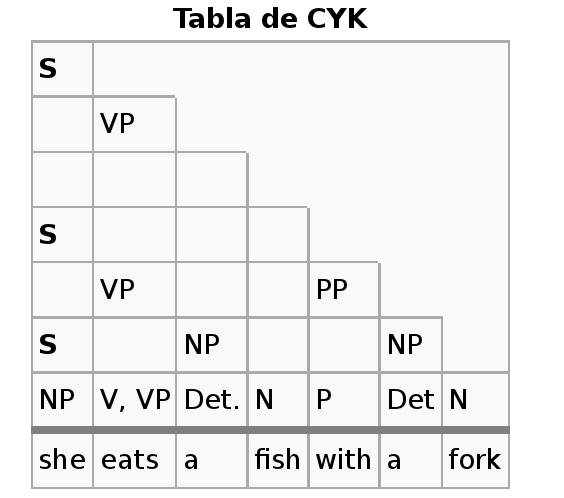 Tabla de CYK
S
VP
S
VP PP
S NP NP
NP V, VP Det. N P Det N
she eats a fish with a fork